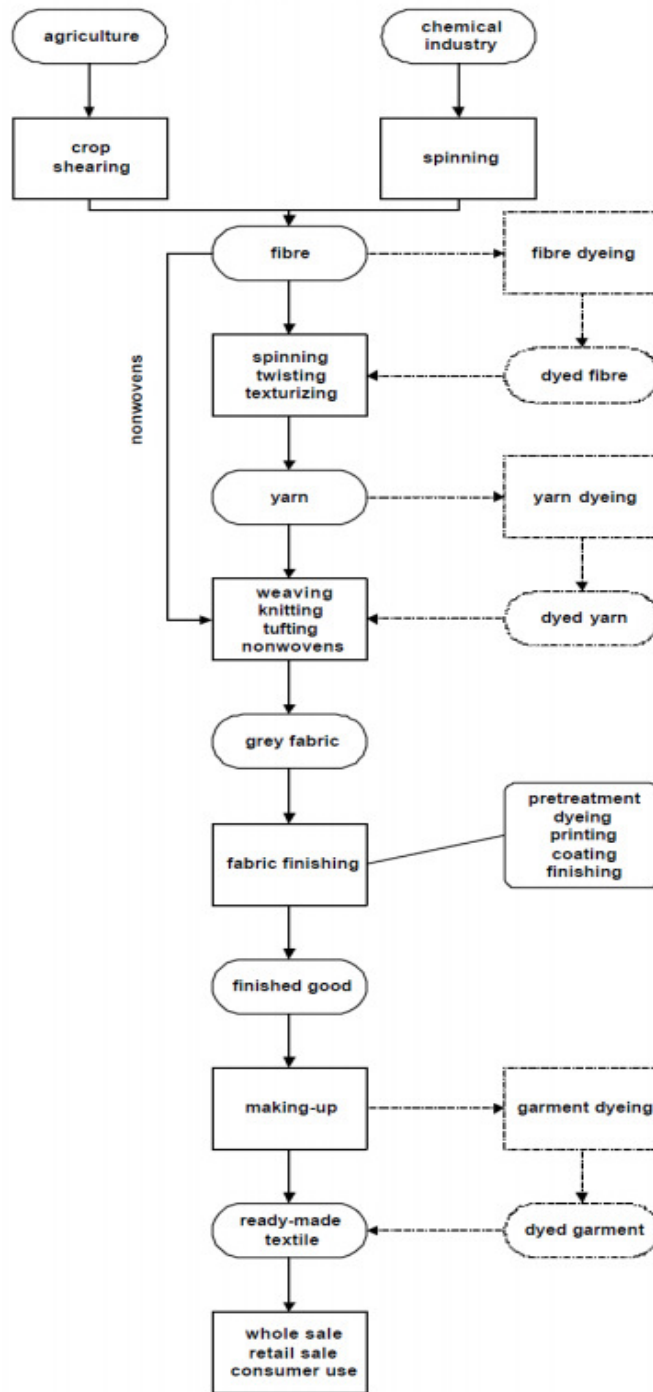 agriculture
chemical
industry
crop
shearing
spinning
fibre
fibre dyeing
nonwovens
spinning
twisting
texturizing
dyed fibre
yarn
yarn dyeing
weaving
knitting
tufting
nonwovens
dyed yarn
grey fabric
pretreatment
dyeing
printing
coating
finishing
fabric finishing
finished good
making-up
garment dyeing
ready-made
textile
dyed garment
whole sale
retail sale
consumer use